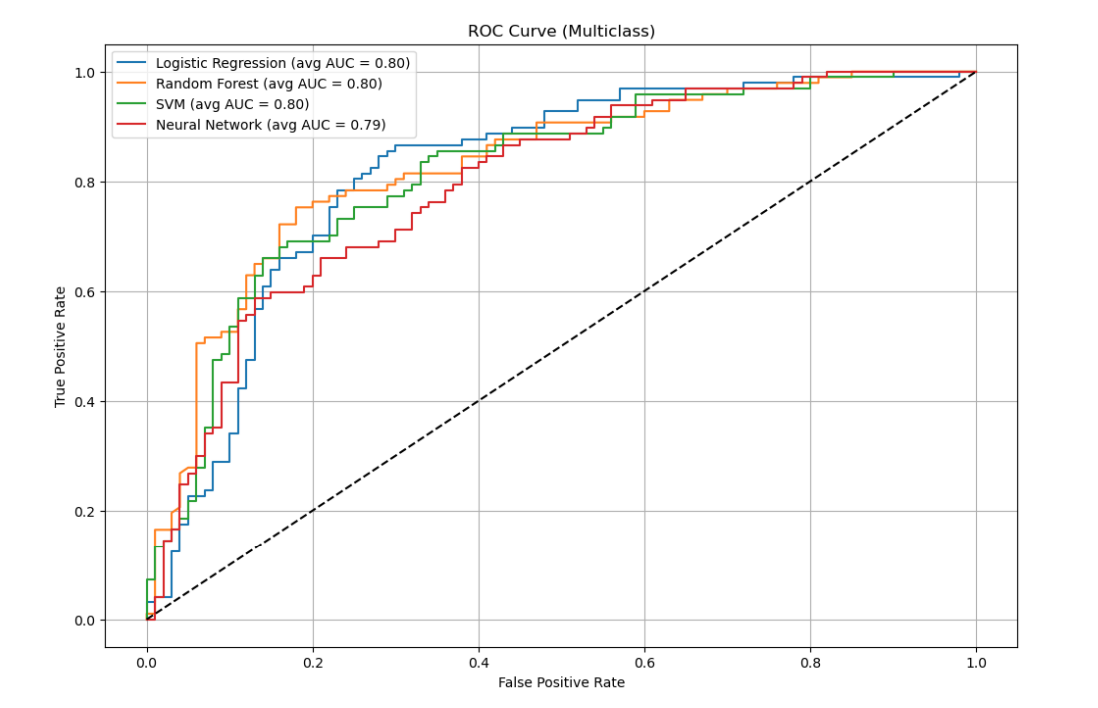 ROC Curve (Multiclass)
Logistic Regression (avg AUC = 0.80)
Random Forest (avg AUC = 0.80)
SVM (avg AUC = 0.80)
Neural Network (avg AUC = 0.79)
1.0
0.8
0.6
0.4
0.2
0.0
True Positive Rate
0.0 0.2 0.4 0.6 0.8 1.0
False Positive Rate